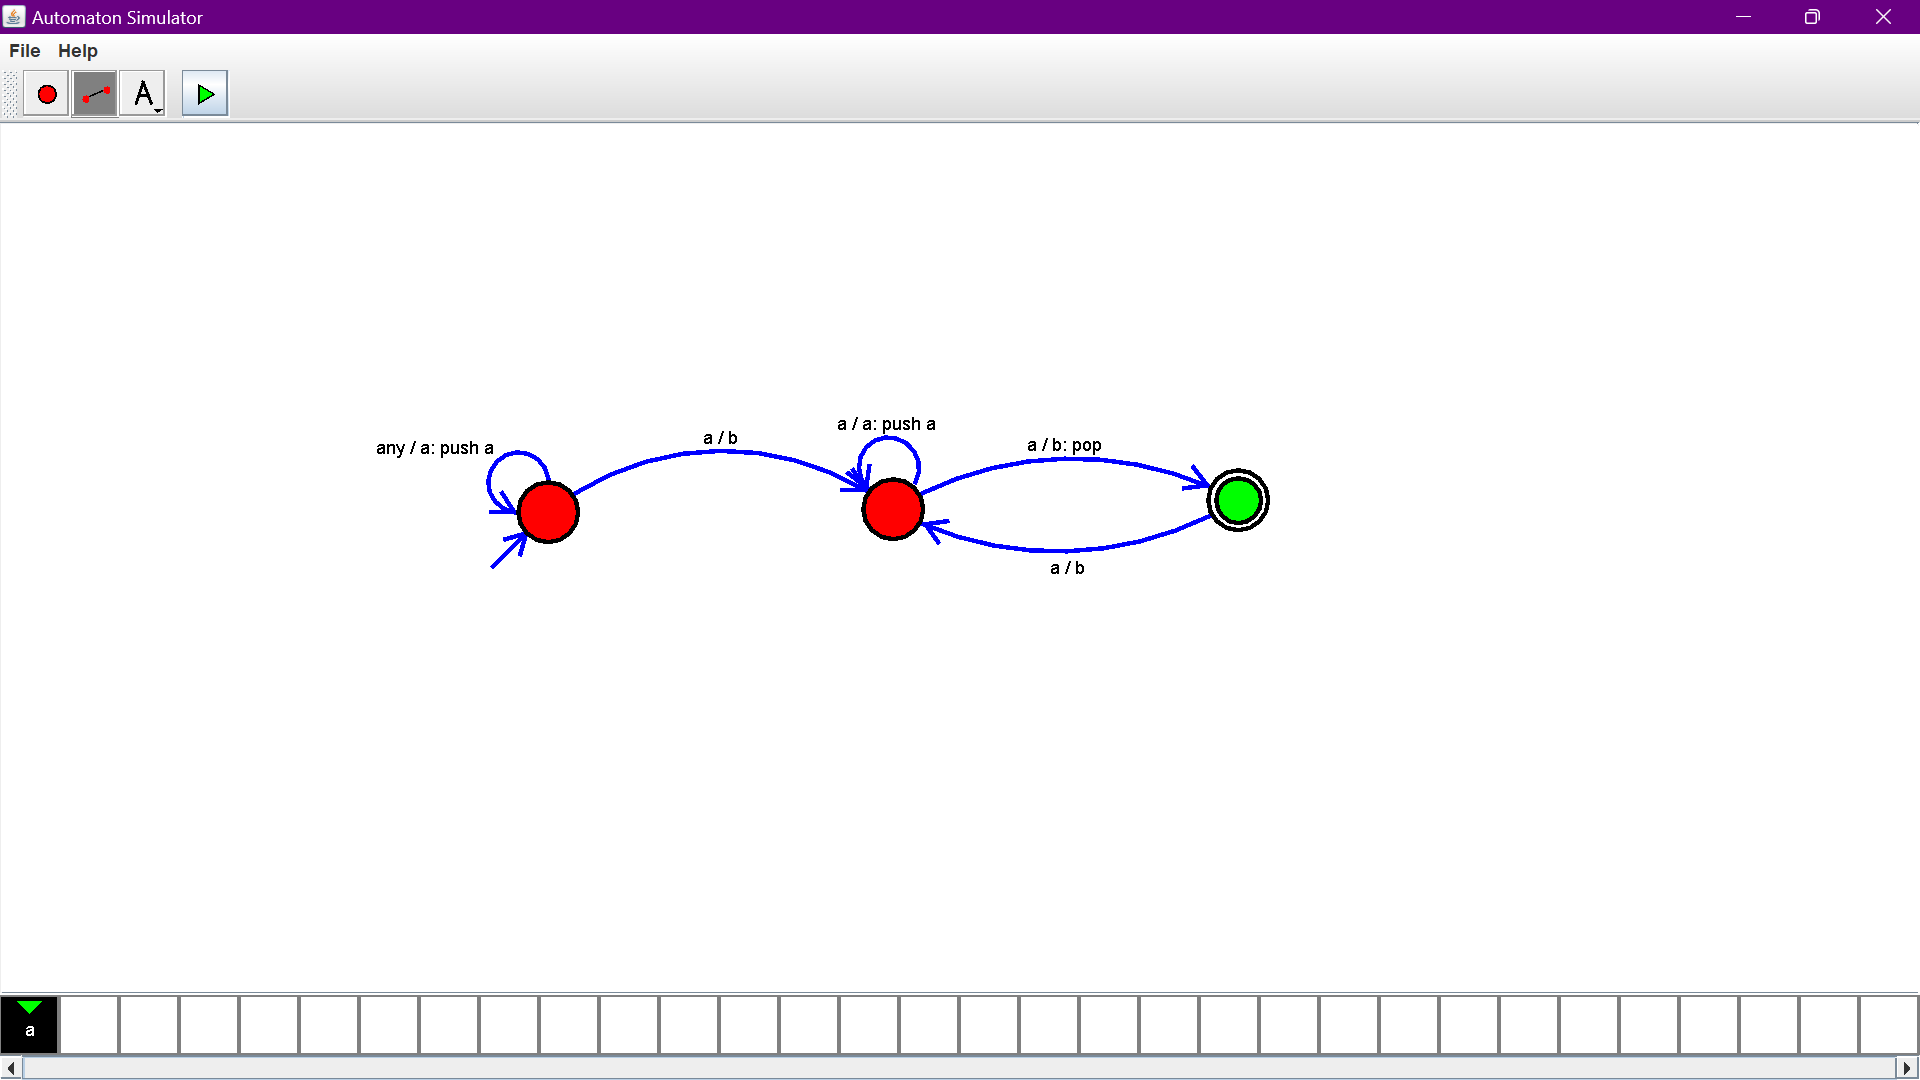 Automaton Simulator
File Help
A
a / a: push a
a / b
a / b: pop
any / a: push a
a / b
a